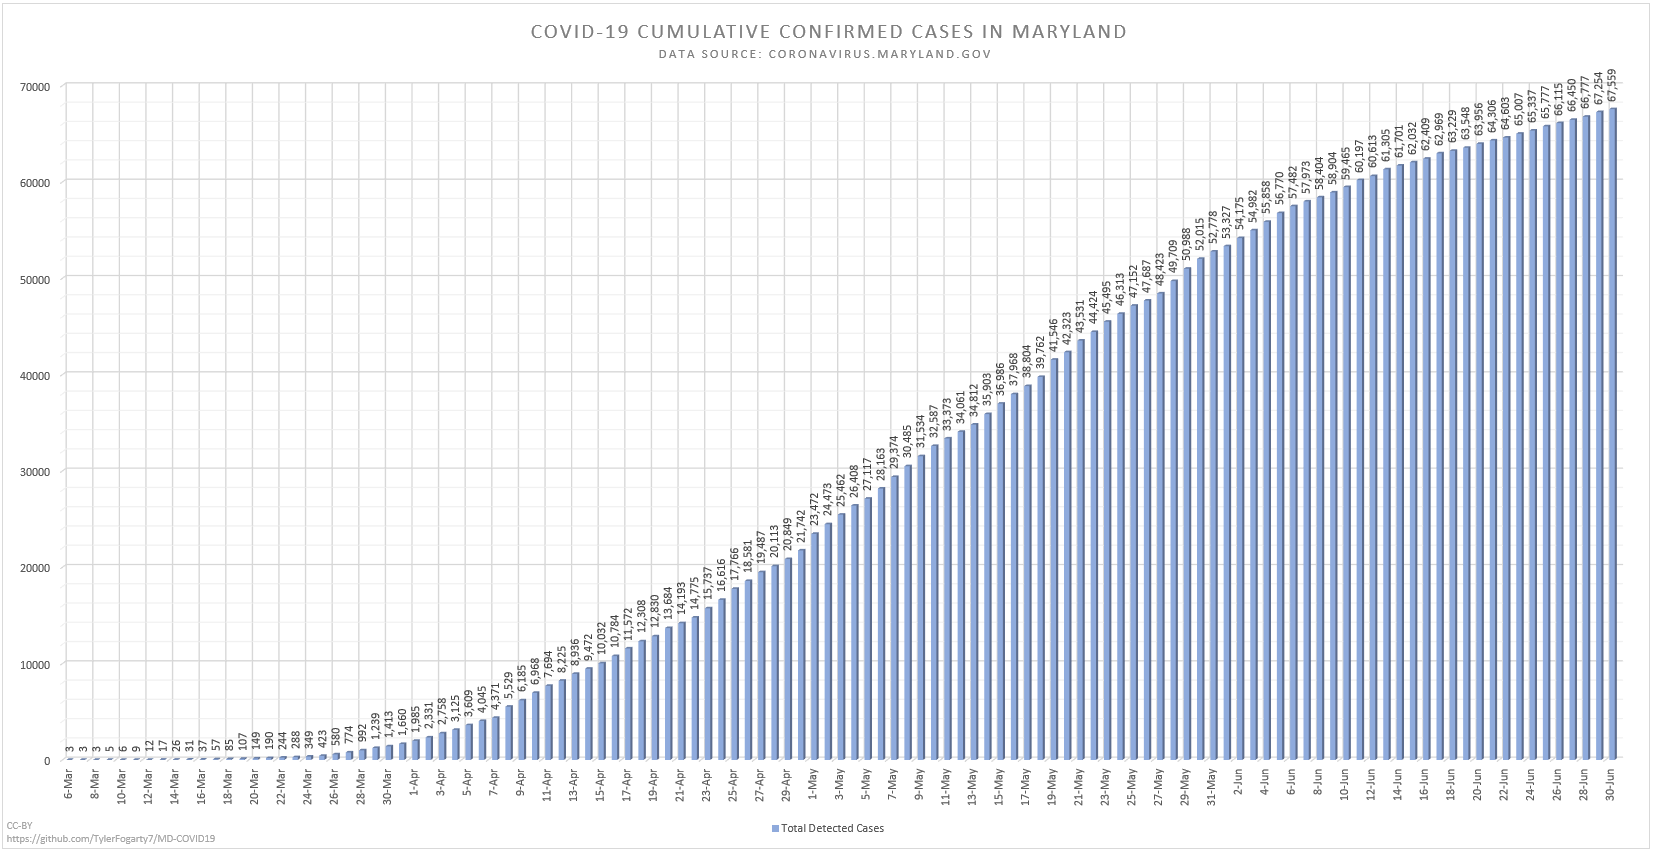 COVID-19 CUMULATIVE CONFIRMED CASES IN MARYLAND
DATA SOURCE: CORONAVIRUS.MARYLAND.GOV
70000
60000
50000
40000
30000
20000
10000
0
3 3 3 5 6 9 12 17 26 31 37 57 85 107 149 190 244 288 349 423 580 774 992 1,239 1,413 1,660 1,985 2,331 2,758 3,125 3,609 4,045 4,371 5,529 6,185 6,968 7,694 8,225 8,936 9,472 10,032 10,784 11,572 12,308 12,830 13,684 14,193 14,775 15,737 16,616 17,766 18,581 19,487 20,113 20,849 21,742 23,472 24,473 25,462 26,408 27,117 28,163 29,374 30,485 31,534 32,587 33,373 34,061 34,812 35,903 36,986 37,968 38,804 39,762 41,546 42,323 43,531 44,424 45,495 46,313 47,152 47,687 48,423 49,709 50,988 52,015 52,778 53,327 54,175 54,982 55,858 56,770 57,482 57,973 58,404 58,904 59,465 60,197 60,613 61,305 61,701 62,032 62,409 62,969 63,229 63,548 63,956 64,306 64,603 65,007 65,337 65,777 66,115 66,450 66,777 67,254 67,559
6-Mar 8-Mar 10-Mar 12-Mar 14-Mar 16-Mar 18-Mar 20-Mar 22-Mar 24-Mar 26-Mar 28-Mar 30-Mar 1-Apr 3-Apr 5-Apr 7-Apr 9-Apr 11-Apr 13-Apr 15-Apr 17-Apr 19-Apr 21-Apr 23-Apr 25-Apr 27-Apr 29-Apr 1-May 3-May 5-May 7-May 9-May 11-May 13-May 15-May 17-May 19-May 21-May 23-May 25-May 27-May 29-May 31-May 2-Jun 4-Jun 6-Jun 8-Jun 10-Jun 12-Jun 14-Jun 16-Jun 18-Jun 20-Jun 22-Jun 24-Jun 26-Jun 28-Jun 30-Jun
Total Detected Cases
CC-BY
https://github.com/TylerFogarty7/MD-COVID19